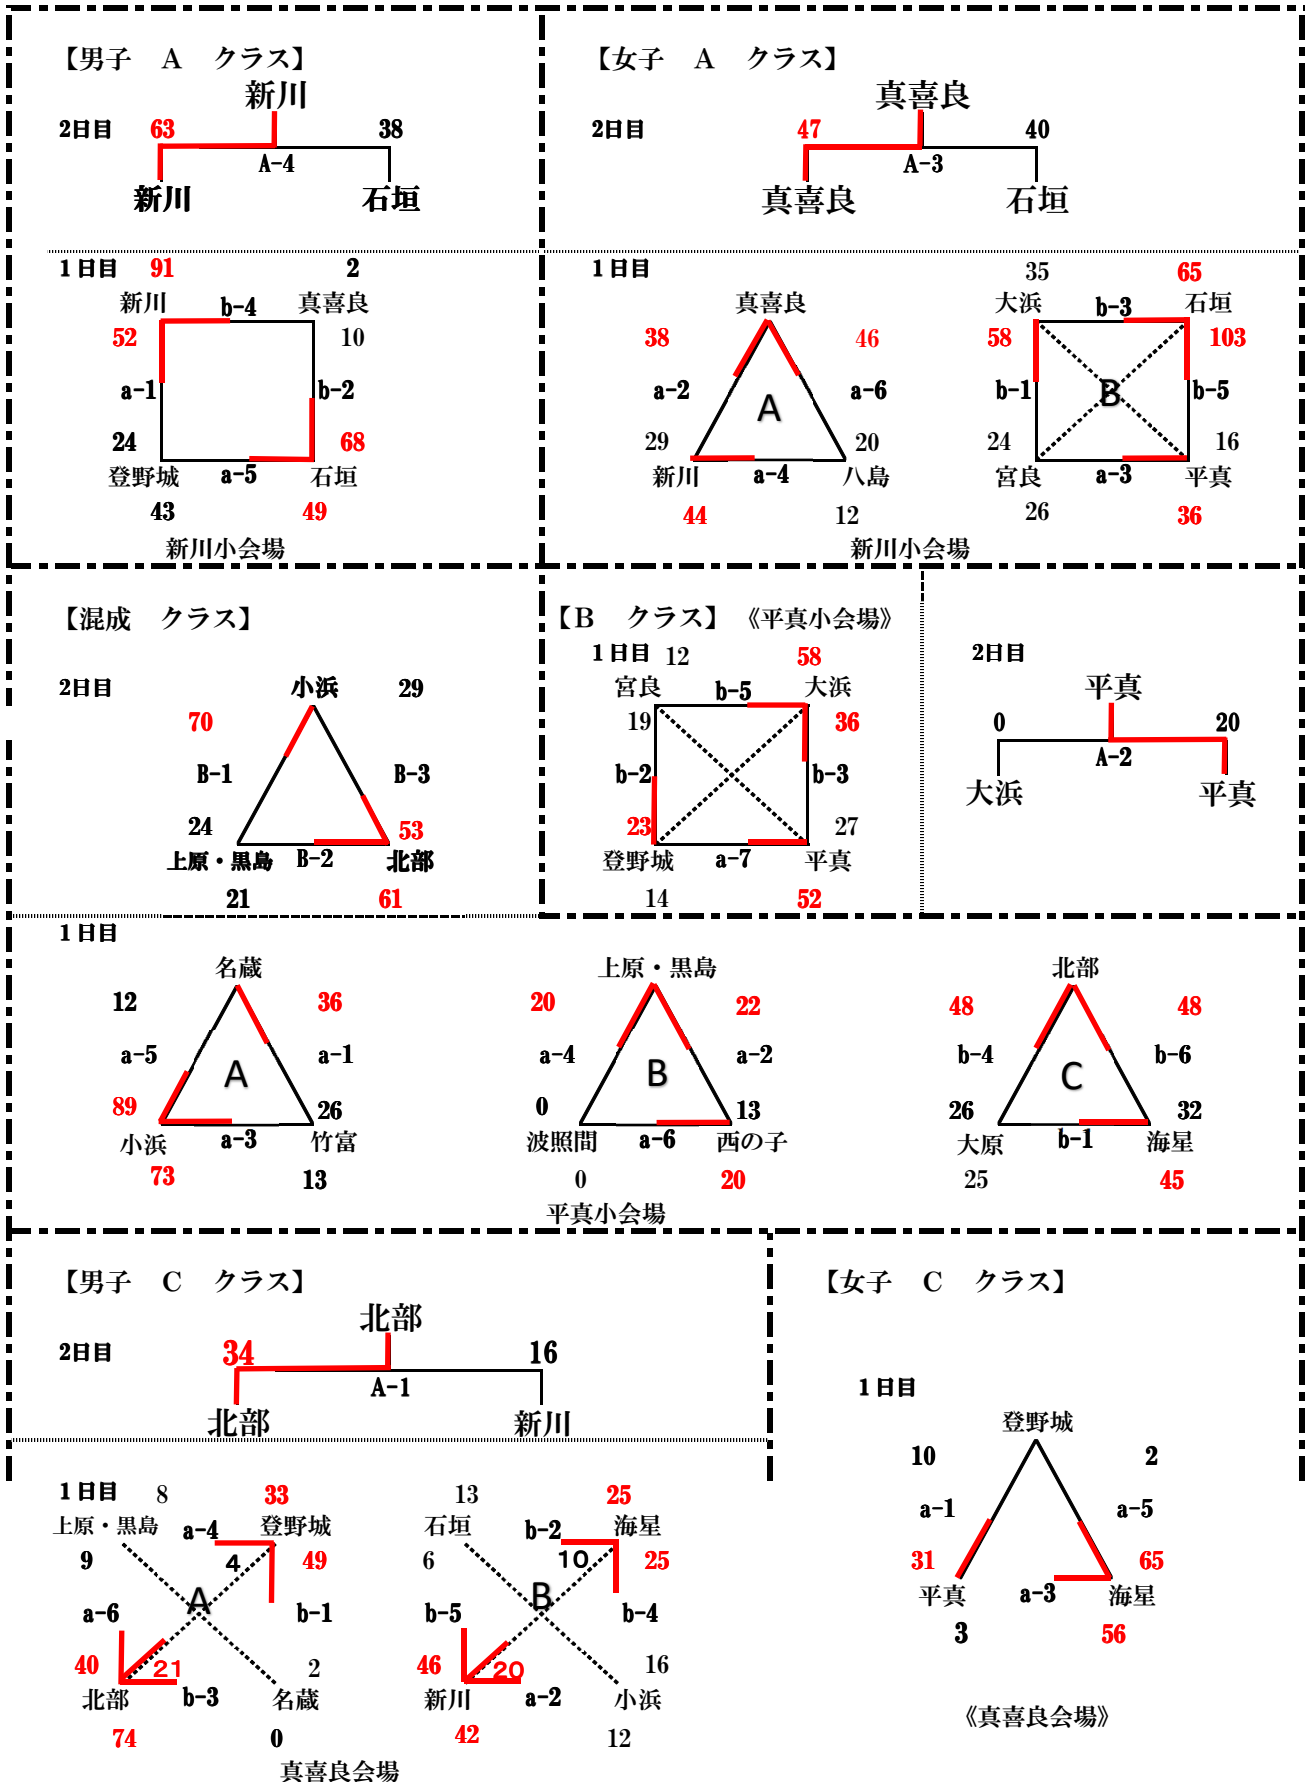 【男子　A　クラス】
新川
2日目
63
38
A-4
新川
石垣
1日目
91
2
新川
b-4
真喜良
52
10
a-1
b-2
24
68
登野城
a-5
石垣
43
49
新川小会場
【女子　A　クラス】
真喜良
2日目
47
40
A-3
真喜良
石垣
1日目
真喜良
38
46
a-2
a-6
A
29
20
新川
a-4
八島
44
12
35
65
大浜
b-3
石垣
58
103
b-1
B
b-5
24
16
宮良
a-3
平真
26
36
新川小会場
【混成　クラス】
2日目
小浜
29
70
B-1
B-3
24
53
上原・黒島
B-2
北部
21
61
【B　クラス】　《平真小会場》
1日目
12
58
宮良
b-5
大浜
19
36
b-2
b-3
23
27
登野城
a-7
平真
14
52
2日目
平真
0
20
A-2
大浜
平真
1日目
名蔵
12
36
a-5
A
a-1
89
26
小浜
a-3
竹富
73
13
上原・黒島
20
22
a-4
B
a-2
0
13
波照間
a-6
西の子
0
20
平真小会場
北部
48
48
b-4
C
b-6
26
32
大原
b-1
海星
25
45
【男子　C　クラス】
北部
2日目
34
16
A-1
北部
新川
1日目
8
33
上原・黒島
a-4
登野城
9
4
49
A
a-6
b-1
40
21
2
北部
b-3
名蔵
74
0
13
25
石垣
b-2
海星
6
10
25
B
b-5
b-4
46
20
16
新川
a-2
小浜
42
12
真喜良会場
【女子　C　クラス】
1日目
登野城
10
2
a-1
a-5
31
65
平真
a-3
海星
3
56
《真喜良会場》